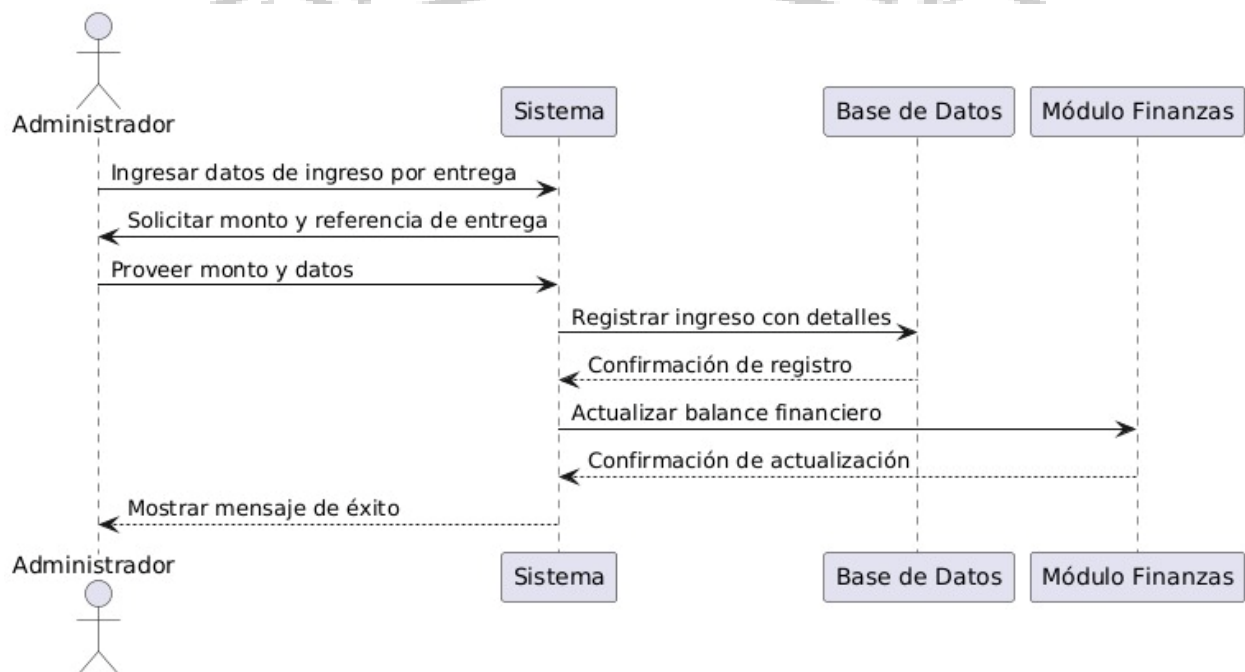 Administrador
Sistema
Base de Datos
Módulo Finanzas
Ingresar datos de ingreso por entrega
Solicitar monto y referencia de entrega
Proveer monto y datos
Registrar ingreso con detalles
Confirmación de registro
Actualizar balance financiero
Confirmación de actualización
Mostrar mensaje de éxito
Administrador
Sistema
Base de Datos
Módulo Finanzas